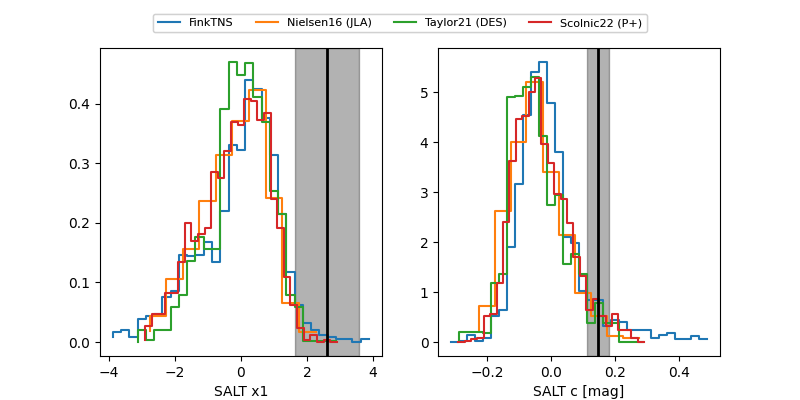 FinkTNS Nielsen16 (JLA) Taylor21 (DES) Scolnic22 (P+)
0.4
0.3
0.2
0.1
0.0
−4 −2 0 2 4
SALT x1
5
4
3
2
1
0
−0.2 0.0 0.2 0.4
SALT c [mag]